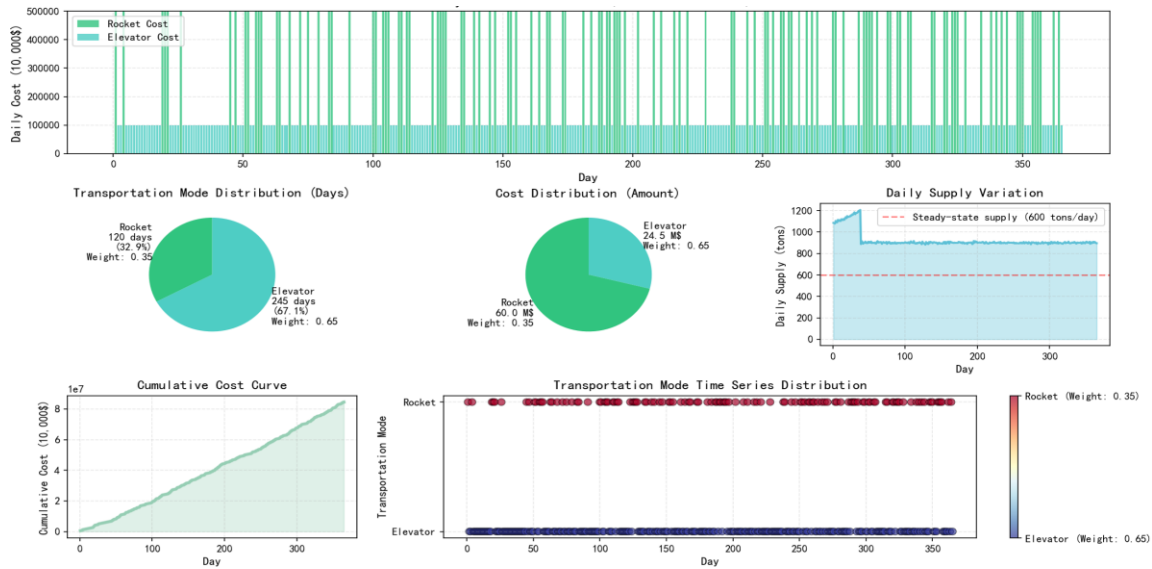 500000
400000
300000
200000
100000
0
Daily Cost (10,000$)
Rocket Cost
Elevator Cost
0 50 100 150 200 250 300 350
Day
Transportation Mode Distribution (Days)
Rocket
120 days
(32.9%)
Weight: 0.35
Elevator
245 days
(67.1%)
Weight: 0.65
Cost Distribution (Amount)
Elevator
24.5 M$
Weight: 0.65
Rocket
60.0 M$
Weight: 0.35
Daily Supply Variation
1200
1000
800
600
400
200
0
Daily Supply (tons)
Steady-state supply (600 tons/day)
0 100 200 300
Day
Cumulative Cost Curve
1e7
8
6
4
2
0
Cumulative Cost (10,000$)
0 100 200 300
Day
Transportation Mode Time Series Distribution
Transportation Mode
Rocket
Elevator
0 50 100 150 200 250 300 350
Day
Rocket (Weight: 0.35)
Elevator (Weight: 0.65)